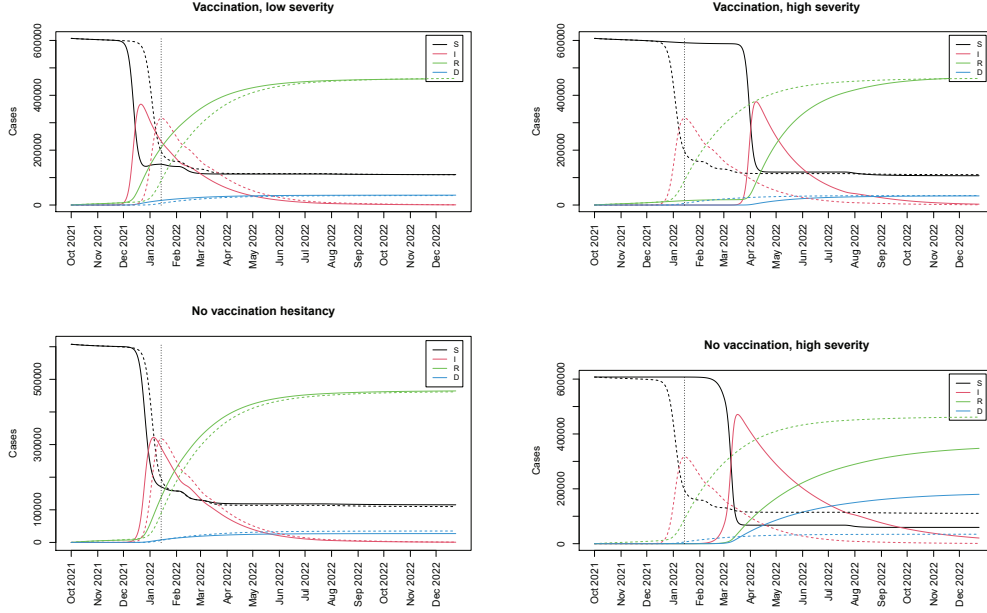 Vaccination, low severity
Cases
600000
400000
200000
0
S
I
R
D
Oct 2021
Nov 2021
Dec 2021
Jan 2022
Feb 2022
Mar 2022
Apr 2022
May 2022
Jun 2022
Jul 2022
Aug 2022
Sep 2022
Oct 2022
Nov 2022
Dec 2022
Vaccination, high severity
Cases
600000
400000
200000
0
S
I
R
D
Oct 2021
Nov 2021
Dec 2021
Jan 2022
Feb 2022
Mar 2022
Apr 2022
May 2022
Jun 2022
Jul 2022
Aug 2022
Sep 2022
Oct 2022
Nov 2022
Dec 2022
No vaccination hesitancy
Cases
500000
300000
100000
0
S
I
R
D
Oct 2021
Nov 2021
Dec 2021
Jan 2022
Feb 2022
Mar 2022
Apr 2022
May 2022
Jun 2022
Jul 2022
Aug 2022
Sep 2022
Oct 2022
Nov 2022
Dec 2022
No vaccination, high severity
Cases
600000
400000
200000
0
S
I
R
D
Oct 2021
Nov 2021
Dec 2021
Jan 2022
Feb 2022
Mar 2022
Apr 2022
May 2022
Jun 2022
Jul 2022
Aug 2022
Sep 2022
Oct 2022
Nov 2022
Dec 2022